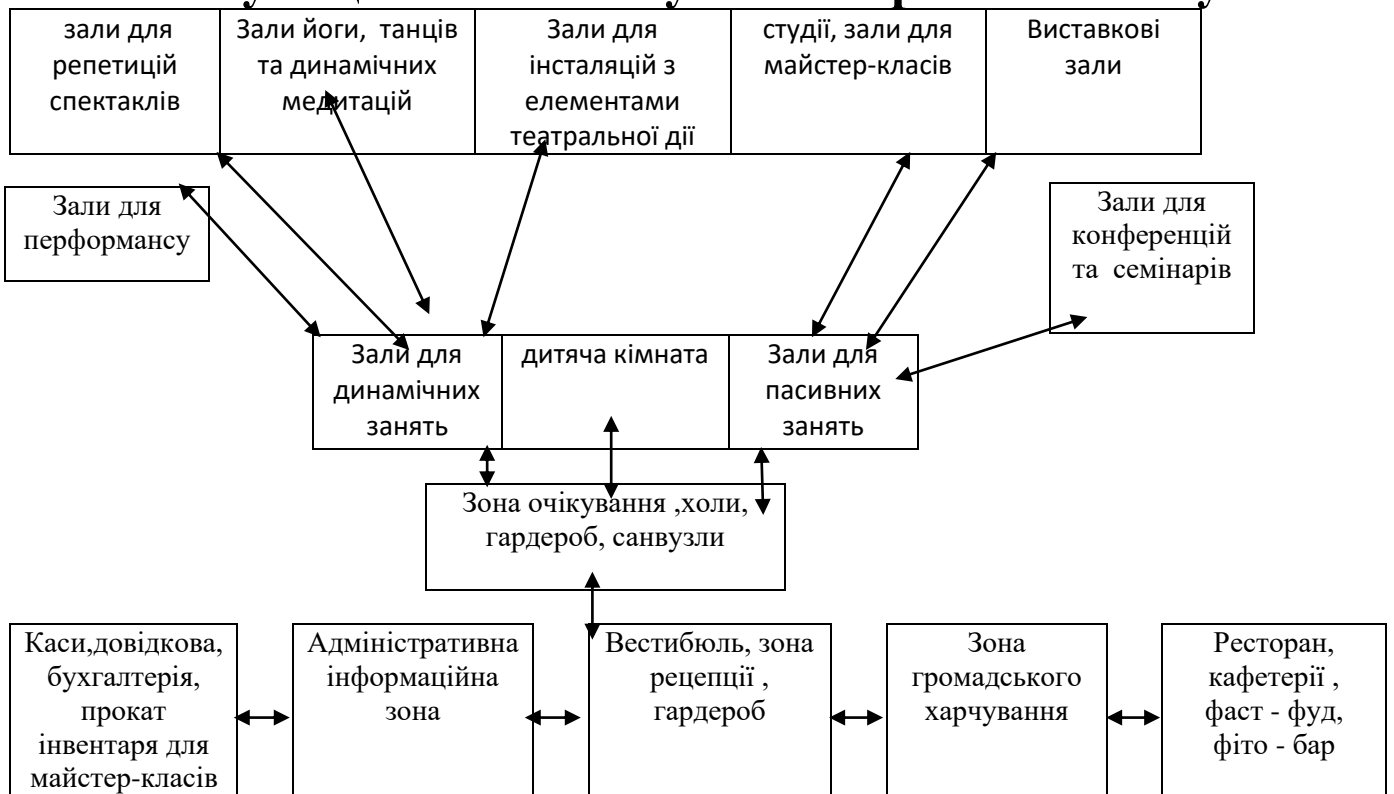 зали для
репетицій
спектаклів
Зали йоги, танців
та динамічних
медитацій
Зали для
інсталяцій з
елементами
театральної дії
студії, зали для
майстер-класів
Виставкові
зали
Зали для
перформансу
Зали для
конференцій
та семінарів
Зали для
динамічних
занять
дитяча кімната
Зали для
пасивних
занять
Зона очікування ,холи,
гардероб, санвузли
Каси,довідкова,
бухгалтерія,
прокат
інвентаря для
майстер-класів
Адміністративна
інформаційна
зона
Вестибюль, зона
рецепції ,
гардероб
Зона
громадського
харчування
Ресторан,
кафетерії ,
фаст - фуд,
фіто - бар